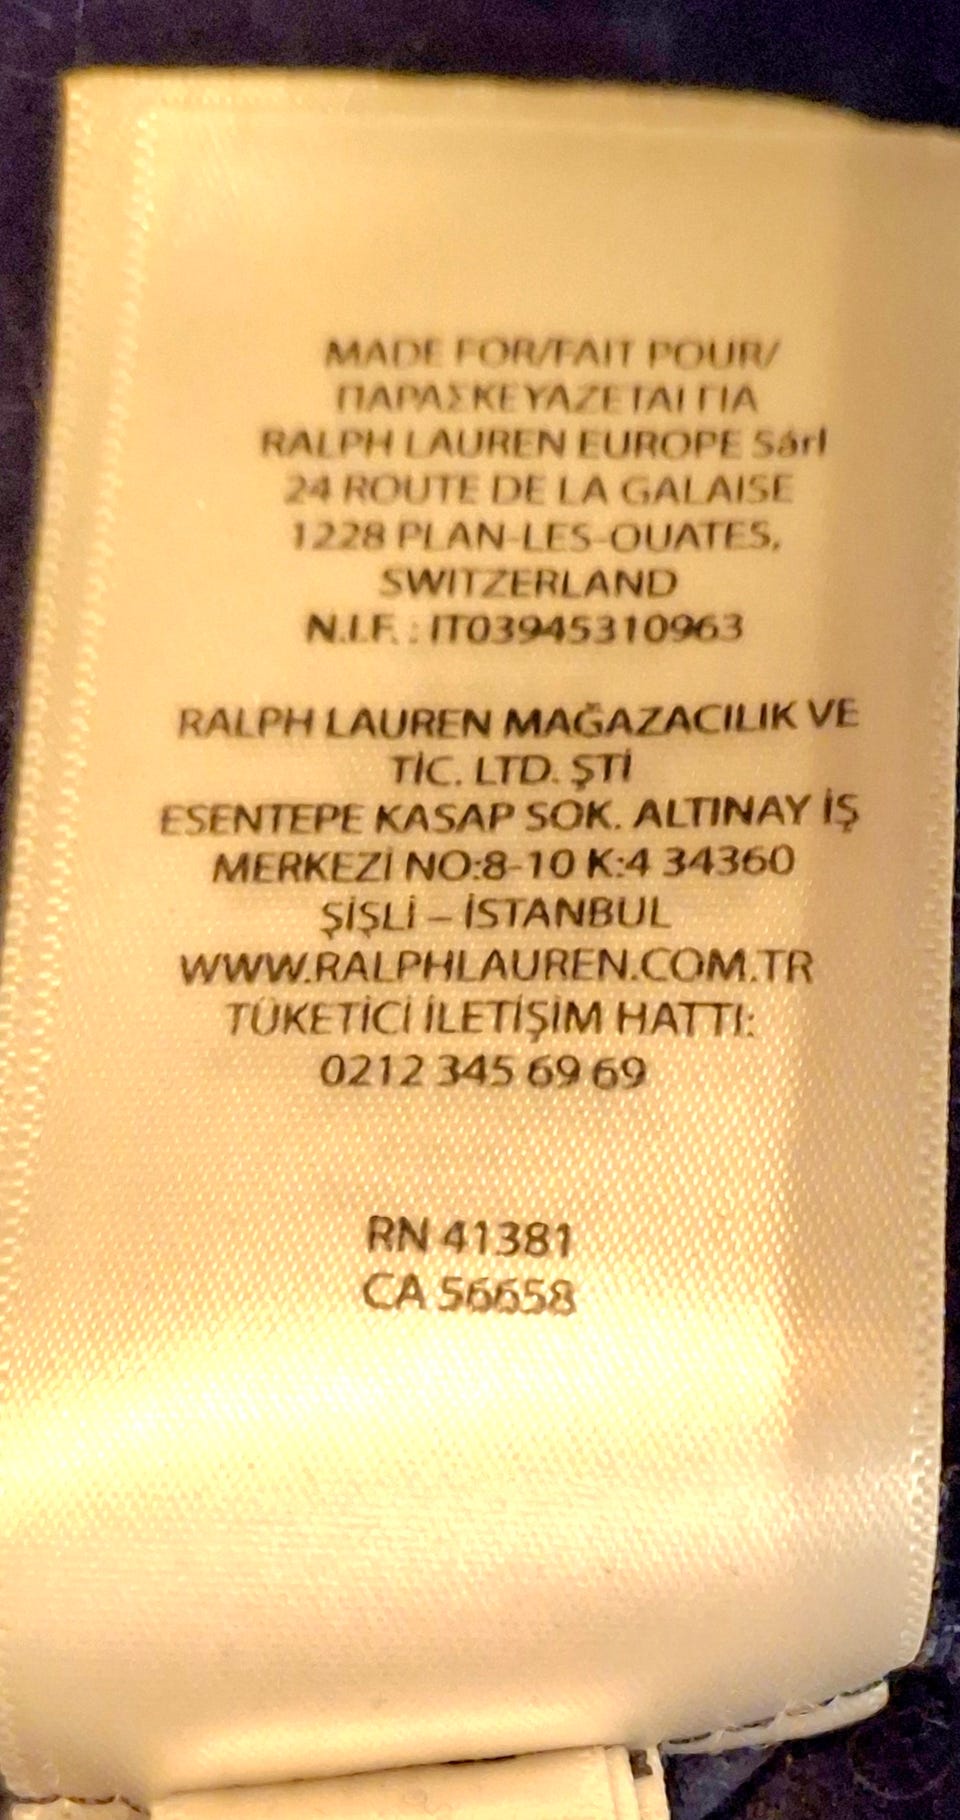 MADE FOR/FAIT POUR/
ΠΑΡΑΣΚΕΥΑΖΕΤΑΙ ΓΙΑ
RALPH LAUREN EUROPE Sárl
24 ROUTE DE LA GALAISE
1228 PLAN-LES-OUATES,
SWITZERLAND
N.I.F. : IT03945310963
RALPH LAUREN MAĞAZACILIK VE
TİC. LTD. ŞTİ
ESENTEPE KASAP SOK. ALTINAY İŞ
MERKEZİ NO:8-10 K:4 34360
ŞİŞLİ – İSTANBUL
WWW.RALPHLAUREN.COM.TR
TÜKETİCİ İLETİŞİM HATTI:
0212 345 69 69
RN 41381
CA 56658